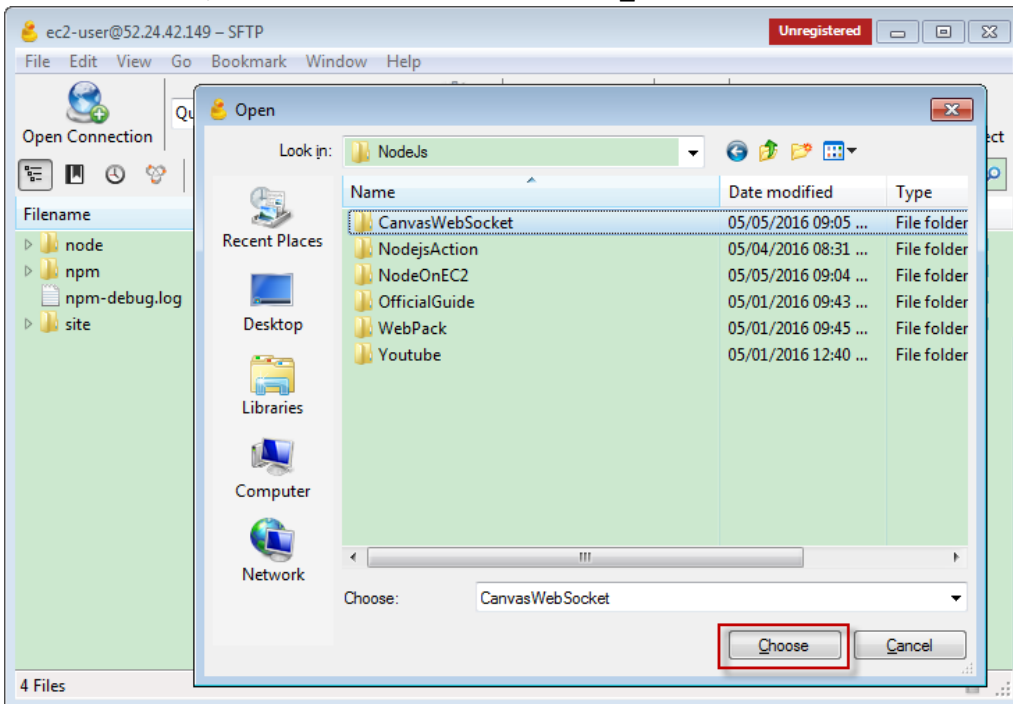 ec2-user@52.24.42.149 – SFTP
Unregistered
File Edit View Go Bookmark Window Help
Open Connection
Filename
node
npm
npm-debug.log
site
4 Files
Open
Look in: NodeJs
Recent Places
Desktop
Libraries
Computer
Network
Name Date modified Type
CanvasWebSocket 05/05/2016 09:05 ... File folder
NodejsAction 05/04/2016 08:31 ... File folder
NodeOnEC2 05/05/2016 09:04 ... File folder
OfficialGuide 05/01/2016 09:43 ... File folder
WebPack 05/01/2016 09:45 ... File folder
Youtube 05/01/2016 12:40 ... File folder
Choose: CanvasWebSocket
Choose Cancel